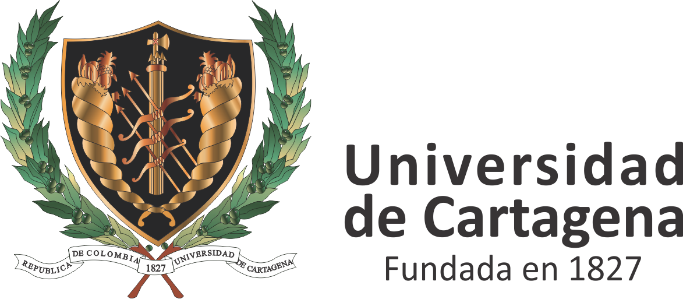 Universidad
de Cartagena
Fundada en 1827
REPUBLICA DE COLOMBIA 1827 UNIVERSIDAD DE CARTAGENA